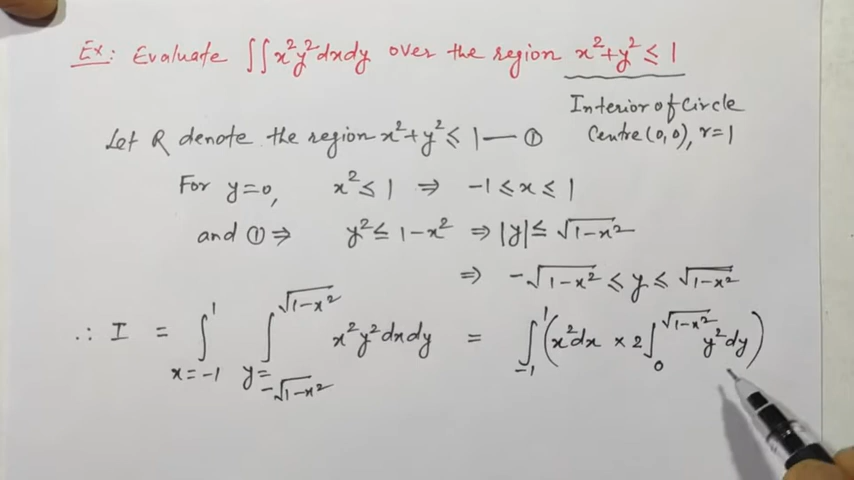 Ex: Evaluate ∬x²y²dxdy over the region x²+y² ≤ 1
Interior of Circle
Centre (0,0), r=1
Let R denote the region x²+y² ≤ 1 — ①
For y=0, x² ≤ 1 ⇒ -1 ≤ x ≤ 1
and ① ⇒ y² ≤ 1-x² ⇒ |y| ≤ √(1-x²)
⇒ -√(1-x²) ≤ y ≤ √(1-x²)
∴ I = ∫_{x=-1}^{1} ∫_{y=-√(1-x²)}^{√(1-x²)} x²y²dxdy = ∫_{-1}^{1} (x²dx × 2∫_{0}^{√(1-x²)} y²dy)